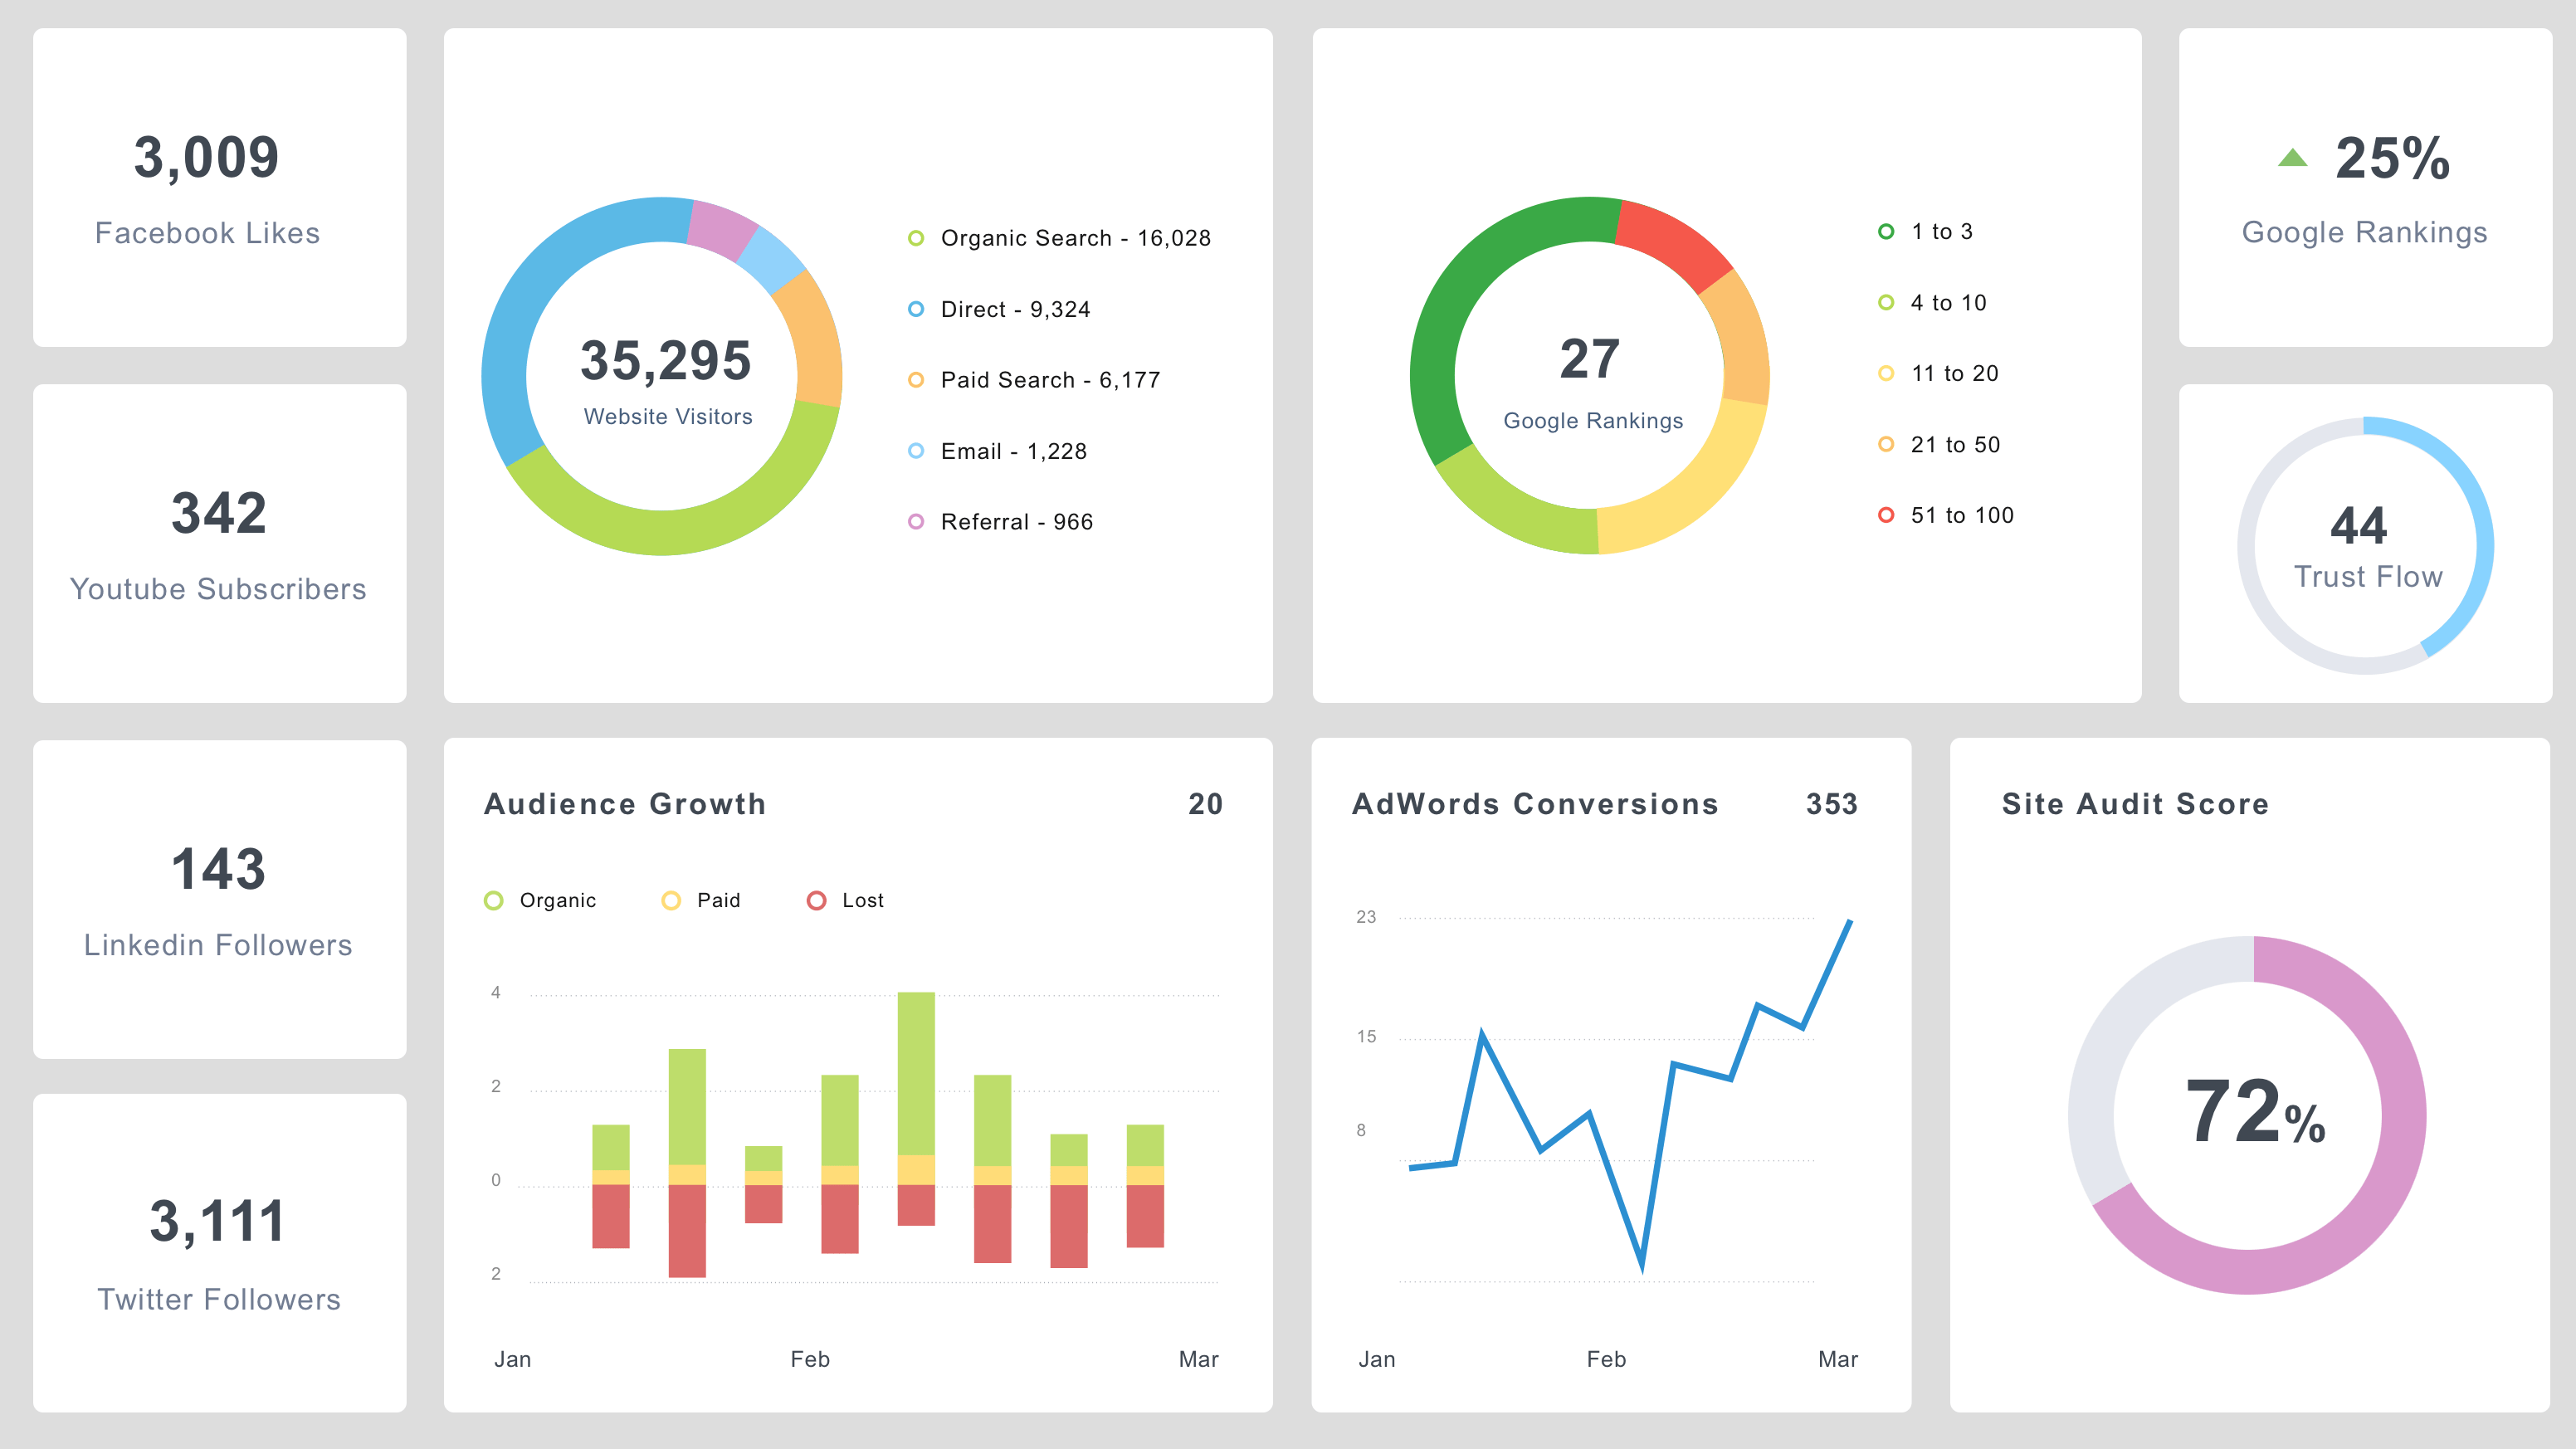 3,009
Facebook Likes
342
Youtube Subscribers
143
Linkedin Followers
3,111
Twitter Followers
35,295
Website Visitors
Organic Search - 16,028
Direct - 9,324
Paid Search - 6,177
Email - 1,228
Referral - 966
27
Google Rankings
1 to 3
4 to 10
11 to 20
21 to 50
51 to 100
25%
Google Rankings
44
Trust Flow
Audience Growth 20
Organic Paid Lost
4
2
0
2
Jan Feb Mar
AdWords Conversions 353
23
15
8
Jan Feb Mar
Site Audit Score
72%